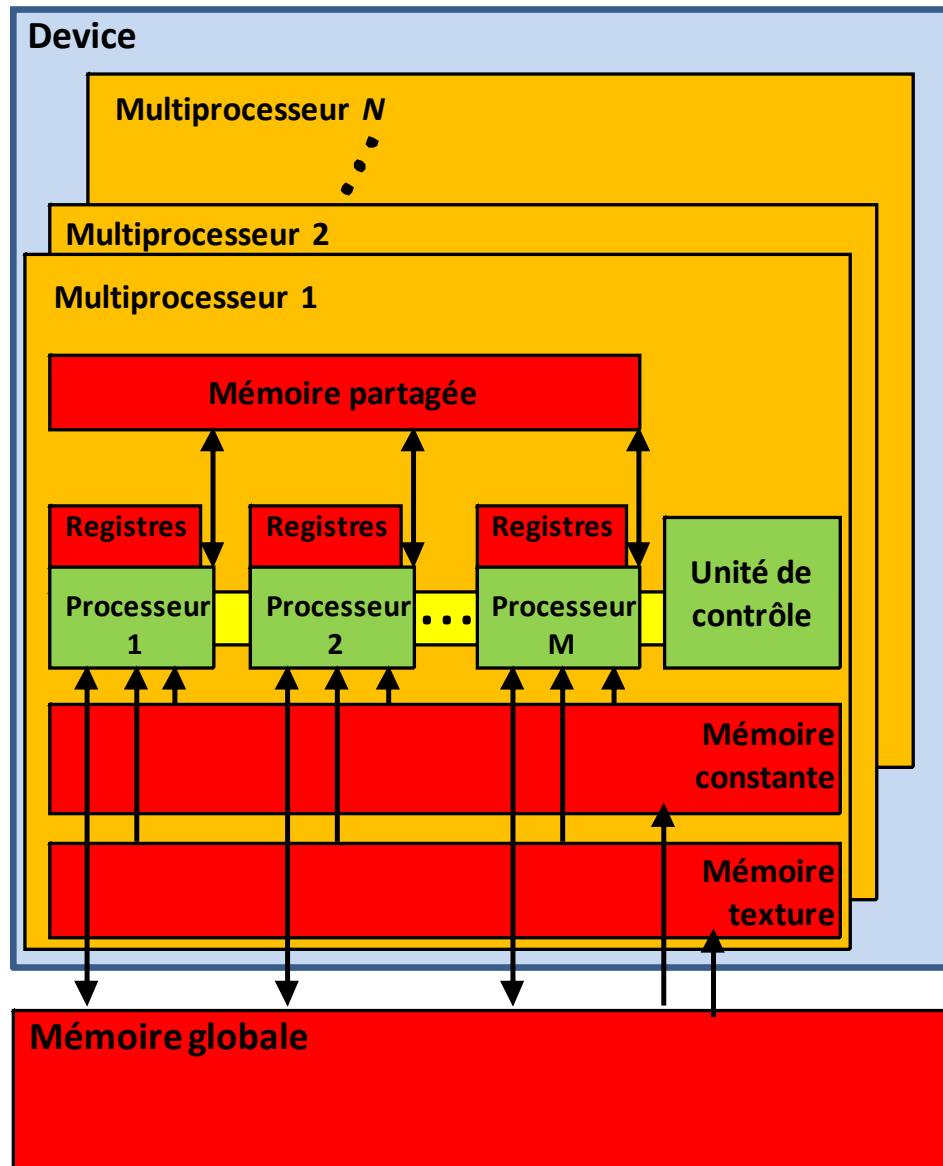 Device
Multiprocesseur N
Multiprocesseur 2
Multiprocesseur 1
Mémoire partagée
Registres
Registres
Registres
Processeur
1
Processeur
2
...
Processeur
M
Unité de
contrôle
Mémoire
constante
Mémoire
texture
Mémoire globale